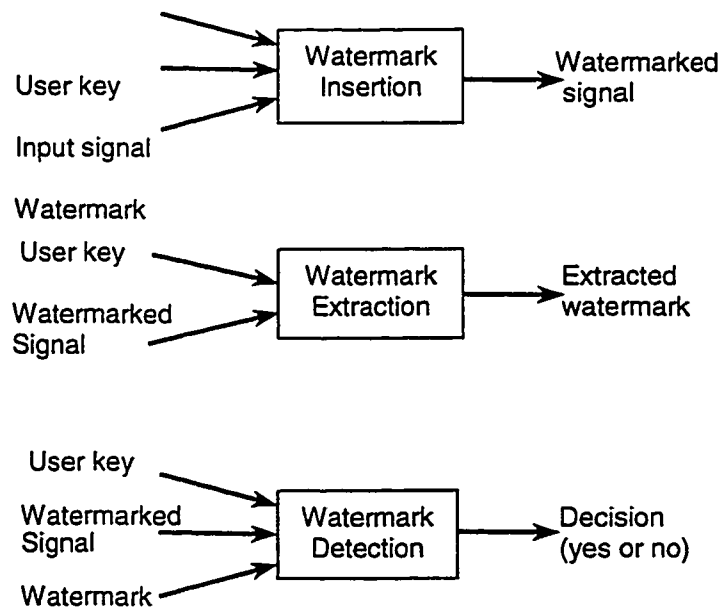 User key
Input signal
Watermark
Watermark
Insertion
Watermarked
signal
User key
Watermarked
Signal
Watermark
Extraction
Extracted
watermark
User key
Watermarked
Signal
Watermark
Watermark
Detection
Decision
(yes or no)